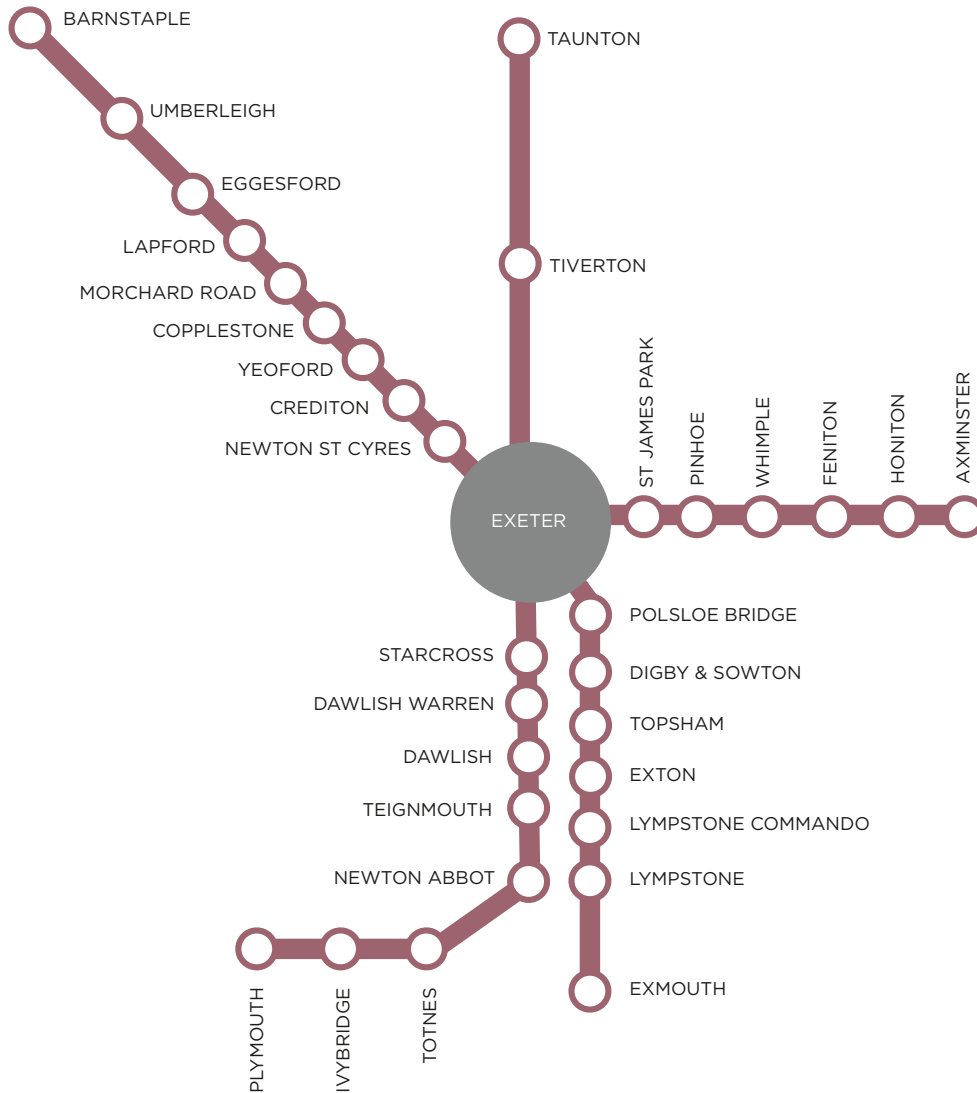 BARNSTAPLE
UMBERLEIGH
EGGESFORD
LAPFORD
MORCHARD ROAD
COPPLESTONE
YEOFORD
CREDITON
NEWTON ST CYRES
TAUNTON
TIVERTON
EXETER
ST JAMES PARK
PINHOE
WHIMPLE
FENITON
HONITON
AXMINSTER
STARCROSS
DAWLISH WARREN
DAWLISH
TEIGNMOUTH
NEWTON ABBOT
PLYMOUTH
IVYBRIDGE
TOTNES
POLSLOE BRIDGE
DIGBY & SOWTON
TOPSHAM
EXTON
LYMPSTONE COMMANDO
LYMPSTONE
EXMOUTH